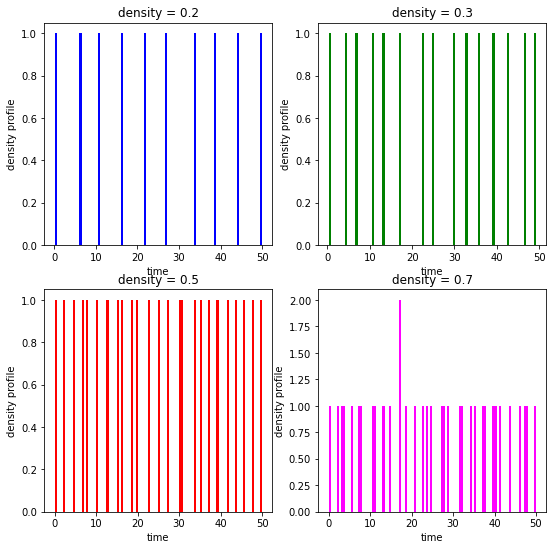 density = 0.2
1.0
0.8
0.6
0.4
0.2
0.0
density profile
0 10 20 30 40 50
time
density = 0.3
1.0
0.8
0.6
0.4
0.2
0.0
density profile
0 10 20 30 40 50
time
density = 0.5
1.0
0.8
0.6
0.4
0.2
0.0
density profile
0 10 20 30 40 50
time
density = 0.7
2.00
1.75
1.50
1.25
1.00
0.75
0.50
0.25
0.00
density profile
0 10 20 30 40 50
time